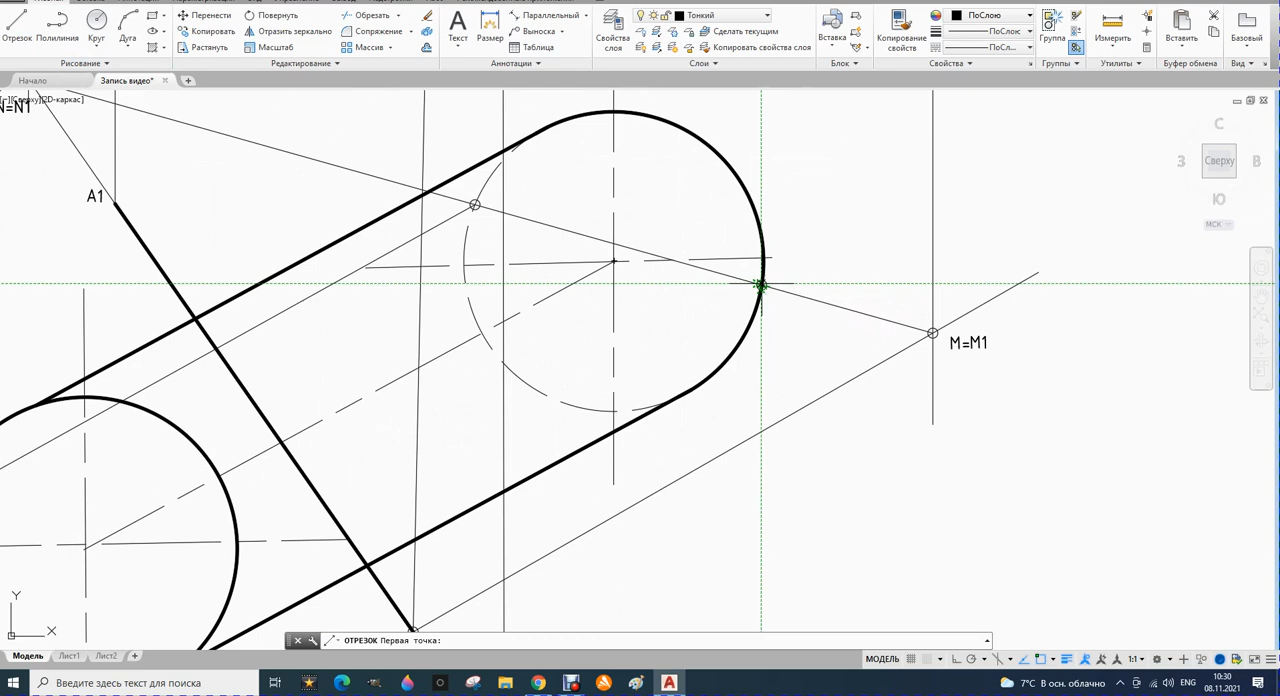 Отрезок Полилиния Круг Дуга
Перенести Повернуть Обрезать
Копировать Отразить зеркально Сопряжение
Растянуть Масштаб Массив
Текст Размер
Параллельный
Выноска
Таблица
Свойства слоя
Тонкий
Сделать текущим
Копировать свойства слоя
Вставка
Копирование свойств
ПоСлою
ПоСлою
ПоСл...
Группа
Измерить
Вставить
Базовый
Рисование Редактирование Аннотации Слои Блок Свойства Группы Утилиты Буфер обмена Вид
Начало Запись видео*
[−][Сверху][2D-каркас]
N=N1
A1
M=M1
С
З Сверху В
Ю
МСК
Y
X
ОТРЕЗОК Первая точка:
Модель Лист1 Лист2 +
МОДЕЛЬ 1:1
Введите здесь текст для поиска
7°C В осн. облачно
ENG
10:30
08.11.2021